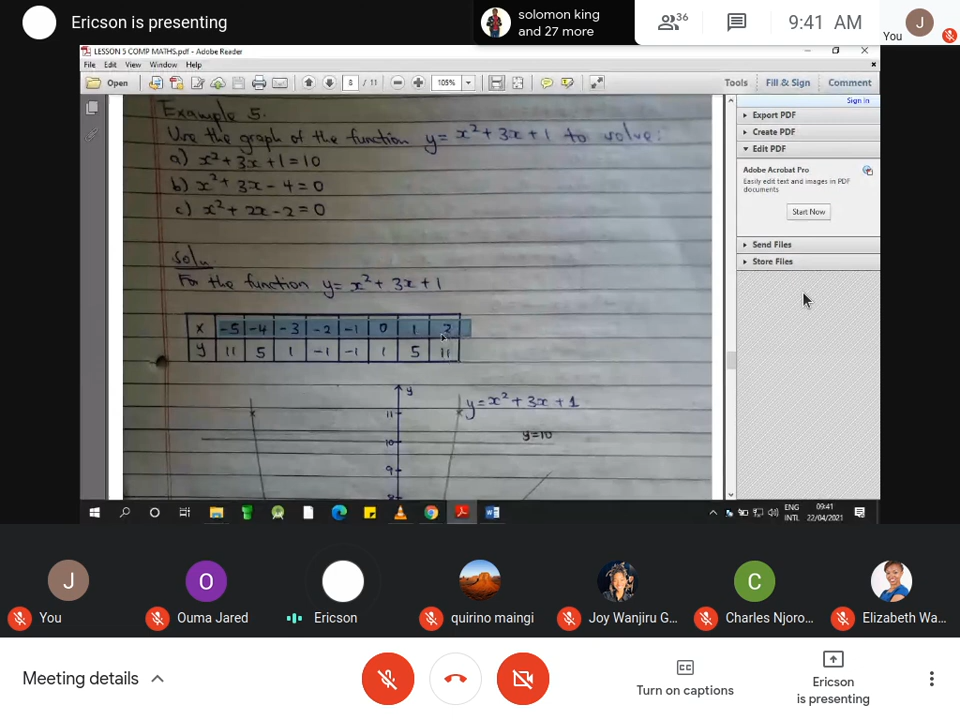 Ericson is presenting
solomon king
and 27 more
36
9:41 AM
J
You
LESSON 5 COMP MATHS.pdf - Adobe Reader
File Edit View Window Help
Open
8 / 11
105%
Tools
Fill & Sign
Comment
Sign In
Export PDF
Create PDF
Edit PDF
Adobe Acrobat Pro
Easily edit text and images in PDF
documents
Start Now
Send Files
Store Files
Example 5.
Use the graph of the function y = x² + 3x + 1 to solve:
a) x² + 3x + 1 = 10
b) x² + 3x - 4 = 0
c) x² + 2x - 2 = 0
Soln.
For the function y = x² + 3x + 1
x -5 -4 -3 -2 -1 0 1 2
y 11 5 1 -1 -1 1 5 11
y
y = x² + 3x + 1
11
y=10
10
9
8
ENG
INTL
09:41
22/04/2021
J
O
C
You
Ouma Jared
Ericson
quirino maingi
Joy Wanjiru G...
Charles Njoro...
Elizabeth Wa...
Meeting details
CC
Turn on captions
Ericson
is presenting